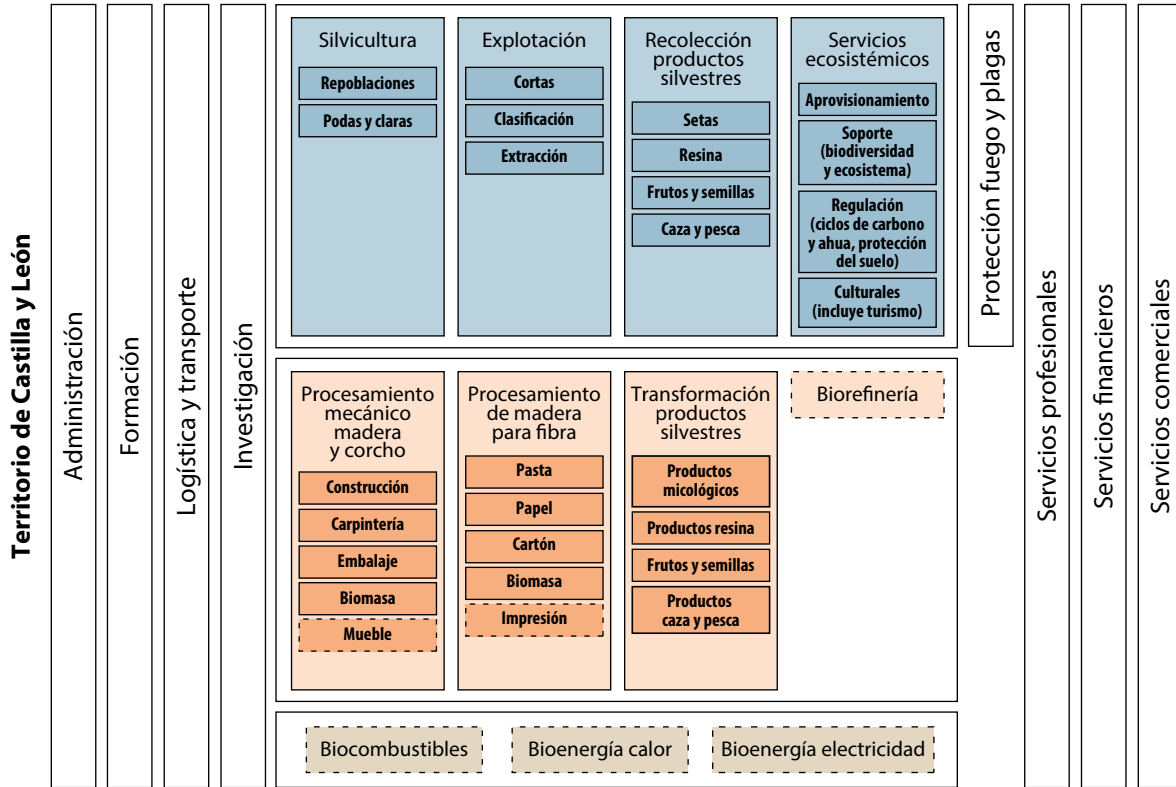 Territorio de Castilla y León
Administración
Formación
Logística y transporte
Investigación
Silvicultura
Repoblaciones
Podas y claras
Explotación
Cortas
Clasificación
Extracción
Recolección
productos
silvestres
Setas
Resina
Frutos y semillas
Caza y pesca
Servicios
ecosistémicos
Aprovisionamiento
Soporte
(biodiversidad
y ecosistema)
Regulación
(ciclos de carbono
y ahua, protección
del suelo)
Culturales
(incluye turismo)
Procesamiento
mecánico
madera
y corcho
Construcción
Carpintería
Embalaje
Biomasa
Mueble
Procesamiento
de madera
para fibra
Pasta
Papel
Cartón
Biomasa
Impresión
Transformación
productos
silvestres
Productos
micológicos
Productos resina
Frutos y semillas
Productos
caza y pesca
Biorefinería
Biocombustibles
Bioenergía calor
Bioenergía electricidad
Protección fuego y plagas
Servicios profesionales
Servicios financieros
Servicios comerciales